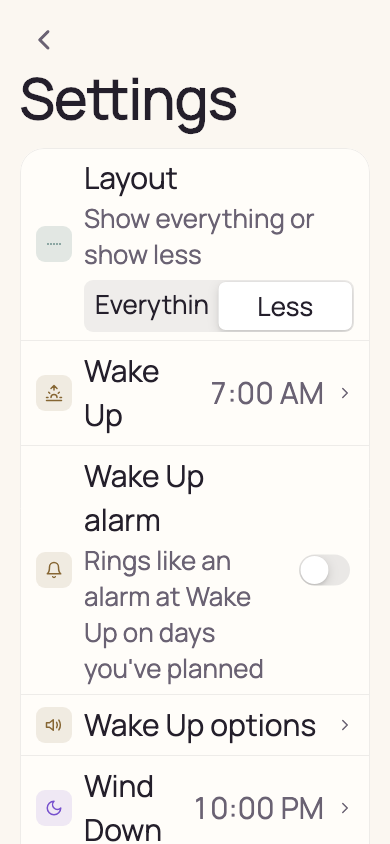 Settings
Layout
Show everything or
show less
Everythin
Less
Wake
Up
7:00 AM
Wake Up
alarm
Rings like an
alarm at Wake
Up on days
you've planned
Wake Up options
Wind
Down
10:00 PM